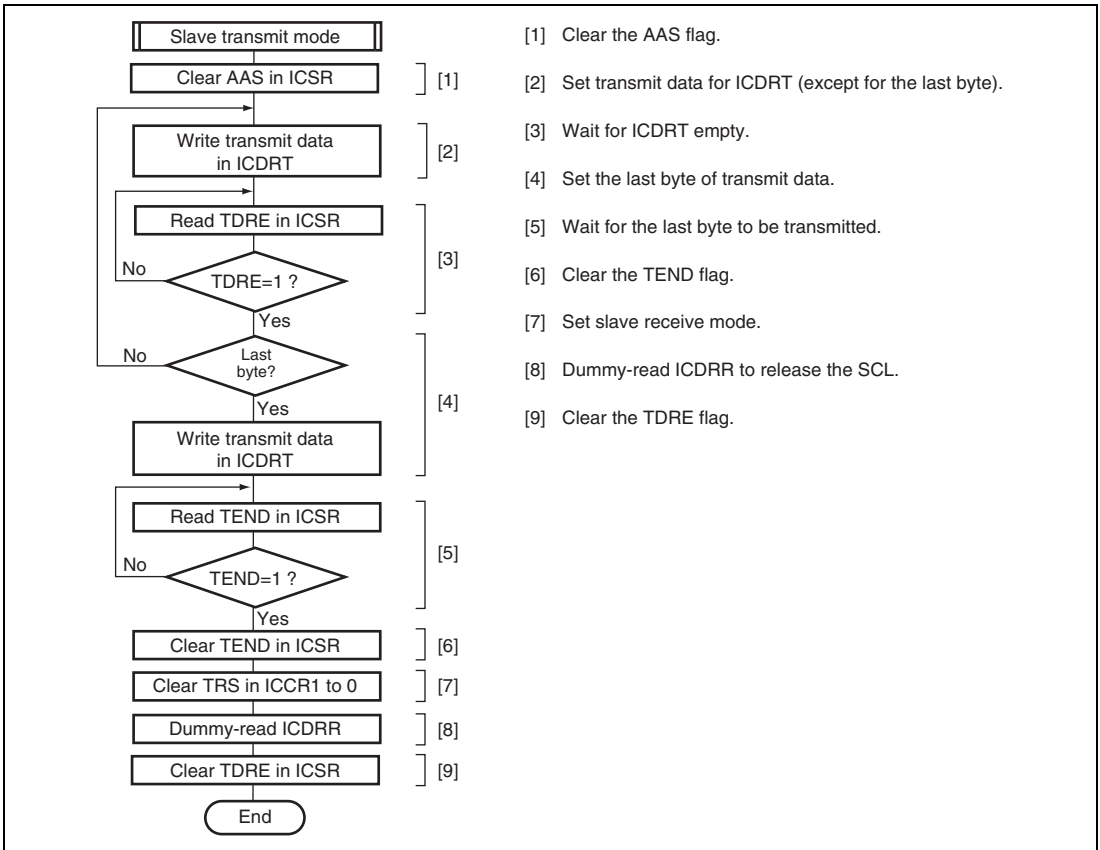 Slave transmit mode
Clear AAS in ICSR
[1]
Write transmit data
in ICDRT
[2]
Read TDRE in ICSR
No
TDRE=1 ?
[3]
Yes
No
Last
byte?
Yes
[4]
Write transmit data
in ICDRT
Read TEND in ICSR
No
TEND=1 ?
[5]
Yes
Clear TEND in ICSR
[6]
Clear TRS in ICCR1 to 0
[7]
Dummy-read ICDRR
[8]
Clear TDRE in ICSR
[9]
End
[1] Clear the AAS flag.
[2] Set transmit data for ICDRT (except for the last byte).
[3] Wait for ICDRT empty.
[4] Set the last byte of transmit data.
[5] Wait for the last byte to be transmitted.
[6] Clear the TEND flag.
[7] Set slave receive mode.
[8] Dummy-read ICDRR to release the SCL.
[9] Clear the TDRE flag.